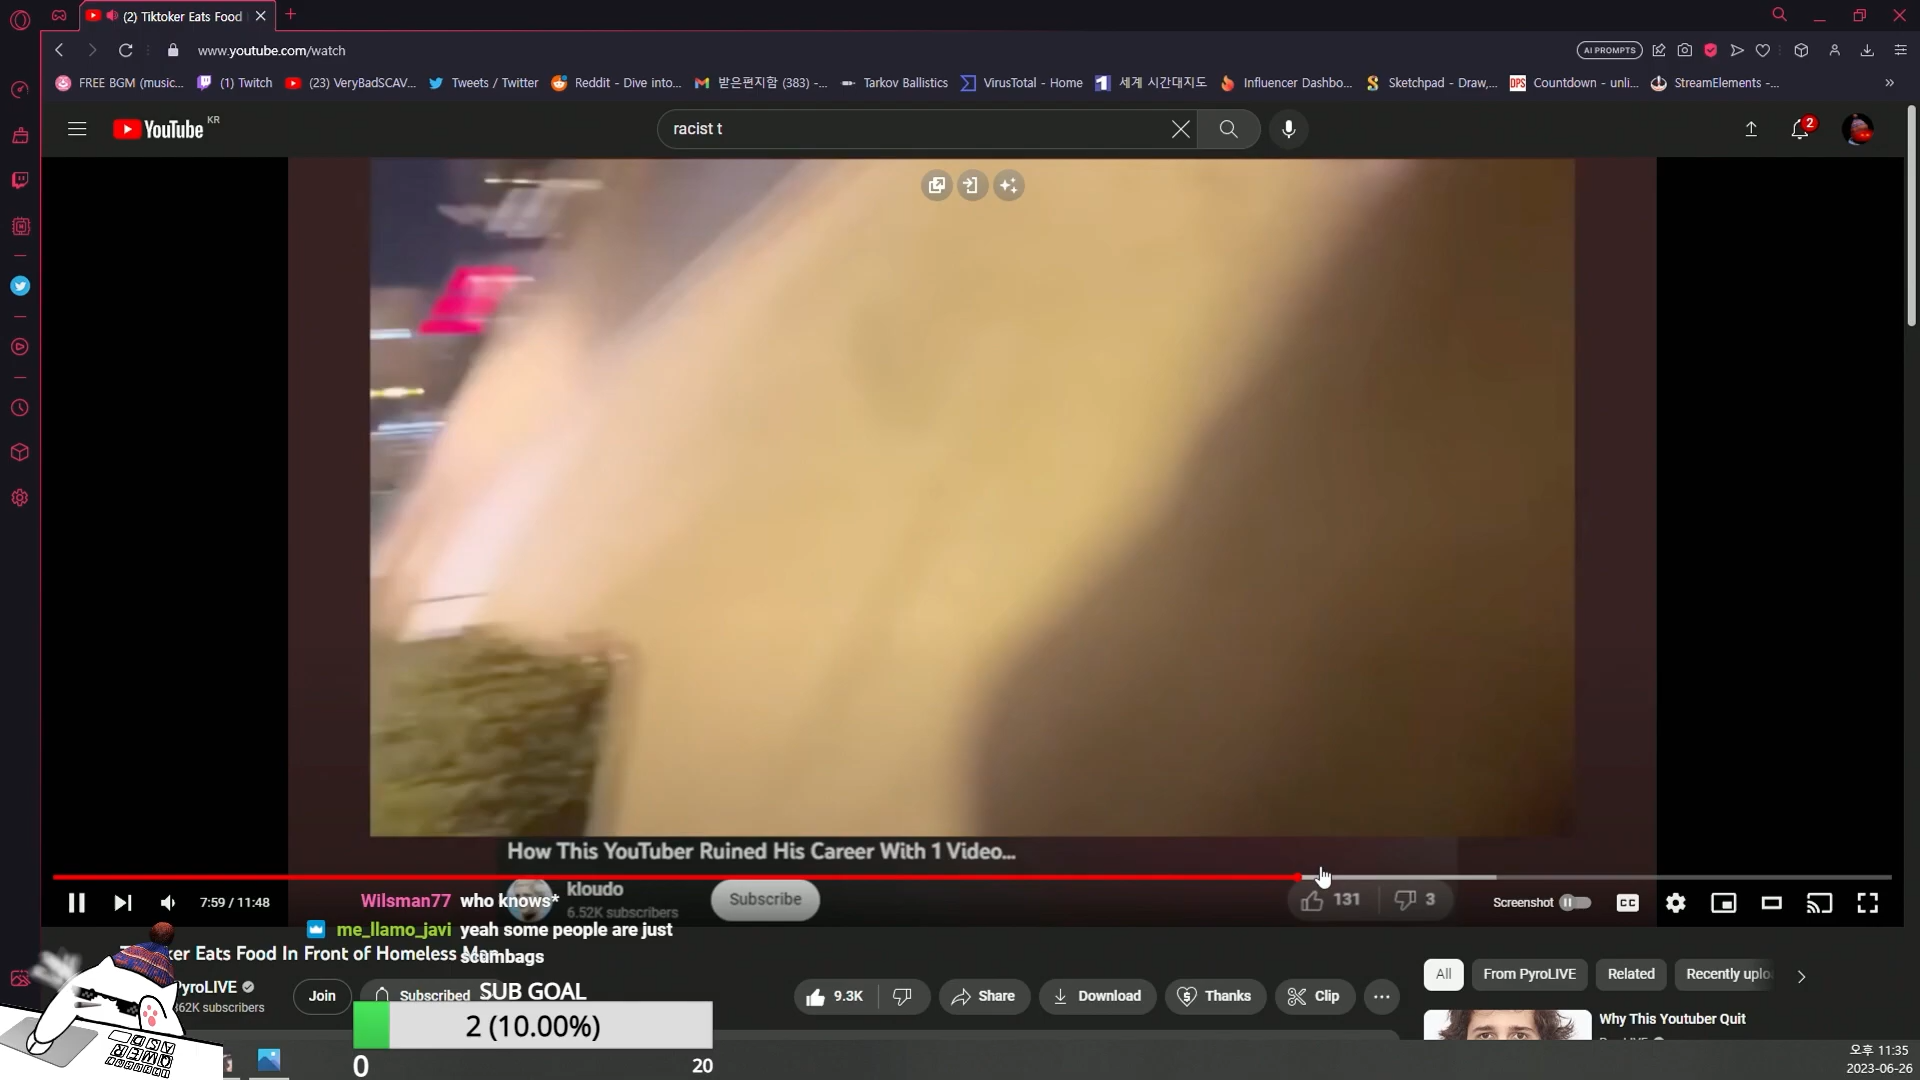 (2) Tiktoker Eats Food
www.youtube.com/watch
AI PROMPTS
FREE BGM (music...
(1) Twitch
(23) VeryBadSCAV...
Tweets / Twitter
Reddit - Dive into...
받은편지함 (383) -...
Tarkov Ballistics
VirusTotal - Home
세계 시간대지도
Influencer Dashbo...
Sketchpad - Draw,...
OPS
Countdown - unli...
StreamElements -...
YouTube KR
racist t
2
How This YouTuber Ruined His Career With 1 Video...
kloudo
6.52K subscribers
Subscribe
131
3
7:59 / 11:48
Screenshot
CC
Wilsman77 who knows*
me_llamo_javi yeah some people are just
scumbags
ker Eats Food In Front of Homeless
yroLIVE
62K subscribers
Join
Subscribed
9.3K
Share
Download
Thanks
Clip
All
From PyroLIVE
Related
Recently uplo
Why This Youtuber Quit
SUB GOAL
2 (10.00%)
0
20
오후 11:35
2023-06-26